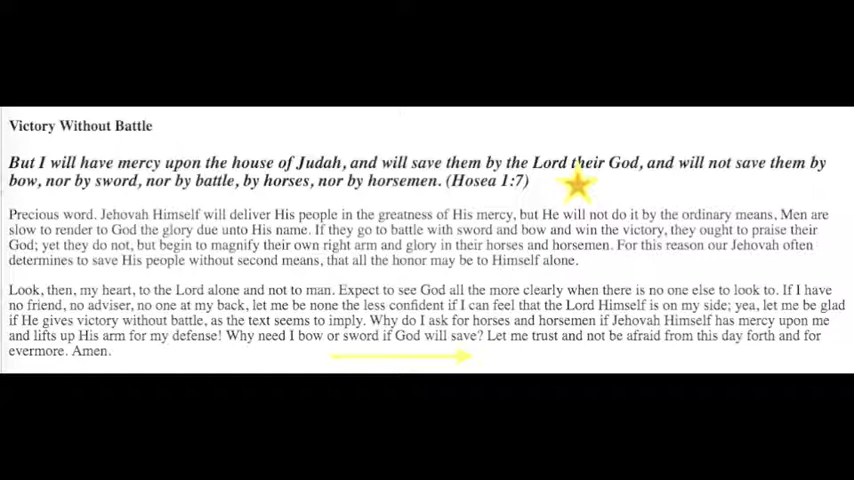 Victory Without Battle
But I will have mercy upon the house of Judah, and will save them by the Lord their God, and will not save them by
bow, nor by sword, nor by battle, by horses, nor by horsemen. (Hosea 1:7)
Precious word. Jehovah Himself will deliver His people in the greatness of His mercy, but He will not do it by the ordinary means, Men are
slow to render to God the glory due unto His name. If they go to battle with sword and bow and win the victory, they ought to praise their
God; yet they do not, but begin to magnify their own right arm and glory in their horses and horsemen. For this reason our Jehovah often
determines to save His people without second means, that all the honor may be to Himself alone.
Look, then, my heart, to the Lord alone and not to man. Expect to see God all the more clearly when there is no one else to look to. If I have
no friend, no adviser, no one at my back, let me be none the less confident if I can feel that the Lord Himself is on my side; yea, let me be glad
if He gives victory without battle, as the text seems to imply. Why do I ask for horses and horsemen if Jehovah Himself has mercy upon me
and lifts up His arm for my defense! Why need I bow or sword if God will save? Let me trust and not be afraid from this day forth and for
evermore. Amen.